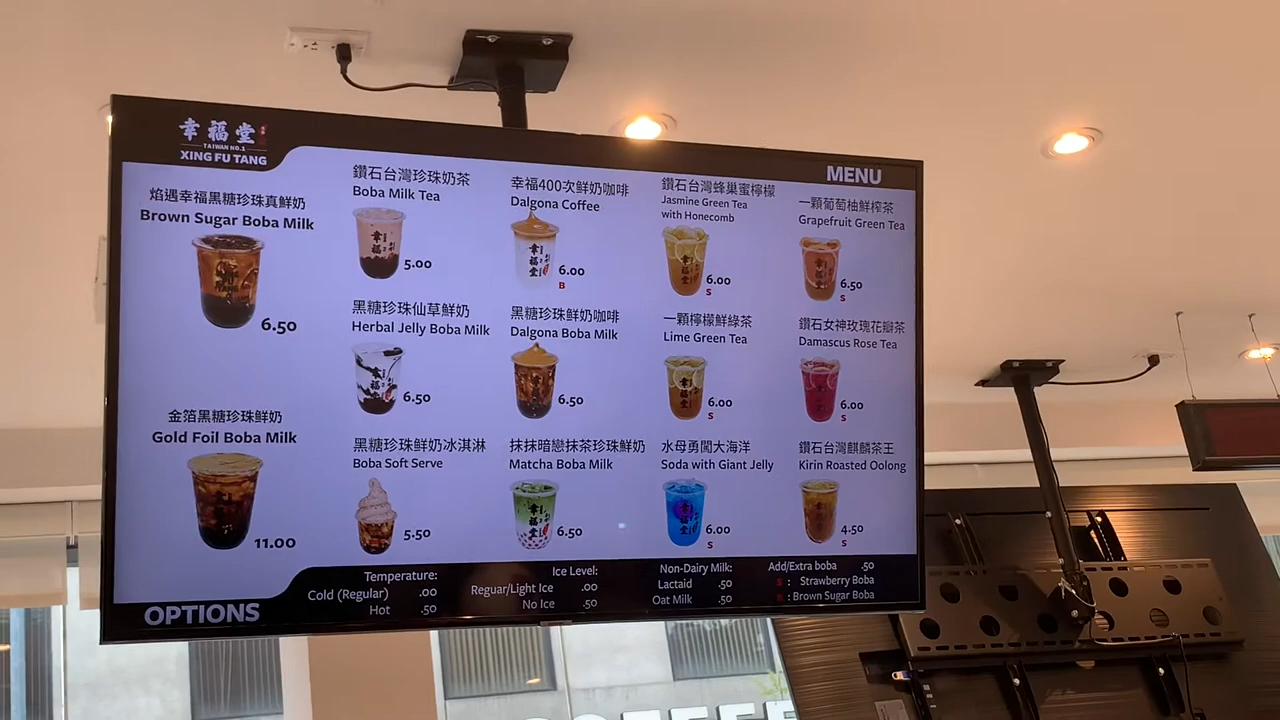 幸福堂
TAIWAN NO.1
XING FU TANG
MENU
焰遇幸福黑糖珍珠真鮮奶
Brown Sugar Boba Milk
6.50
金箔黑糖珍珠鮮奶
Gold Foil Boba Milk
11.00
鑽石台灣珍珠奶茶
Boba Milk Tea
5.00
黑糖珍珠仙草鮮奶
Herbal Jelly Boba Milk
6.50
黑糖珍珠鮮奶冰淇淋
Boba Soft Serve
5.50
幸福400次鮮奶咖啡
Dalgona Coffee
6.00
B
黑糖珍珠鮮奶咖啡
Dalgona Boba Milk
6.50
抹抹暗戀抹茶珍珠鮮奶
Matcha Boba Milk
6.50
鑽石台灣蜂巢蜜檸檬
Jasmine Green Tea
with Honecomb
6.00
S
一顆檸檬鮮綠茶
Lime Green Tea
6.00
S
水母勇闖大海洋
Soda with Giant Jelly
6.00
S
一顆葡萄柚鮮榨茶
Grapefruit Green Tea
6.50
S
鑽石女神玫瑰花瓣茶
Damascus Rose Tea
6.00
S
鑽石台灣麒麟茶王
Kirin Roasted Oolong
4.50
S
OPTIONS
Temperature:
Cold (Regular) .00
Hot .50
Ice Level:
Reguar/Light Ice .00
No Ice .50
Non-Dairy Milk:
Lactaid .50
Oat Milk .50
Add/Extra boba .50
S : Strawberry Boba
B : Brown Sugar Boba
COFFEE